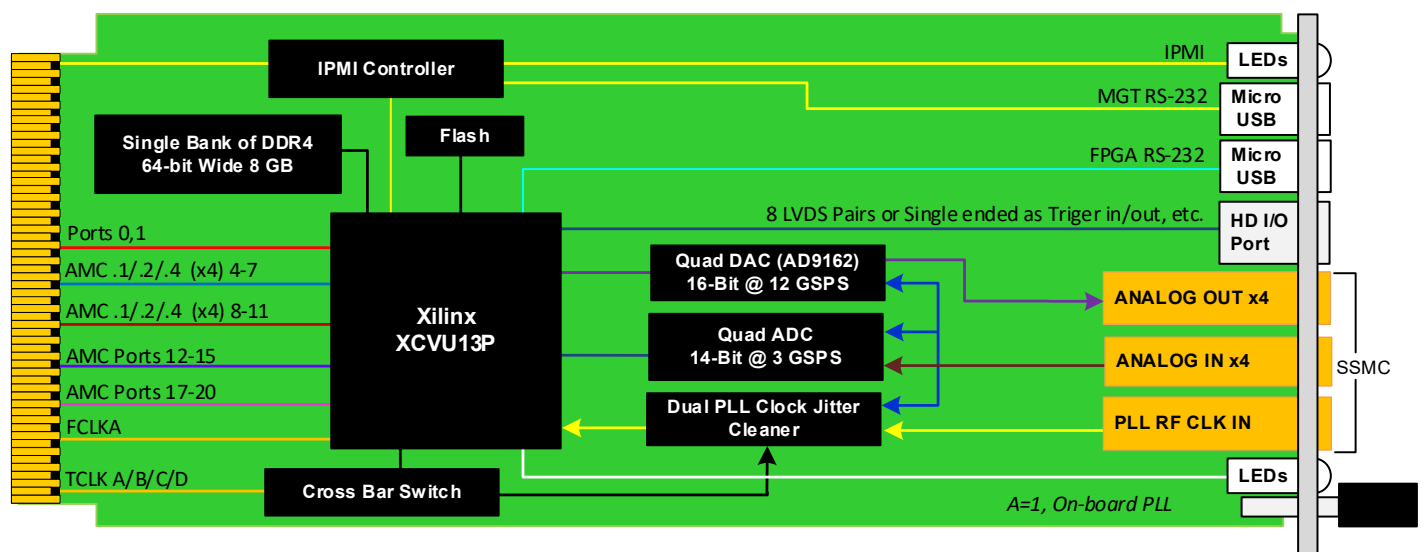 IPMI Controller
IPMI
LEDs
MGT RS-232
Micro
USB
Single Bank of DDR4
64-bit Wide 8 GB
Flash
FPGA RS-232
Micro
USB
8 LVDS Pairs or Single ended as Triger in/out, etc.
HD I/O
Port
Ports 0,1
AMC .1/.2/.4 (x4) 4-7
AMC .1/.2/.4 (x4) 8-11
AMC Ports 12-15
AMC Ports 17-20
FCLKA
TCLK A/B/C/D
Xilinx
XCVU13P
Quad DAC (AD9162)
16-Bit @ 12 GSPS
Quad ADC
14-Bit @ 3 GSPS
Dual PLL Clock Jitter
Cleaner
ANALOG OUT x4
ANALOG IN x4
PLL RF CLK IN
SSMC
Cross Bar Switch
LEDs
A=1, On-board PLL